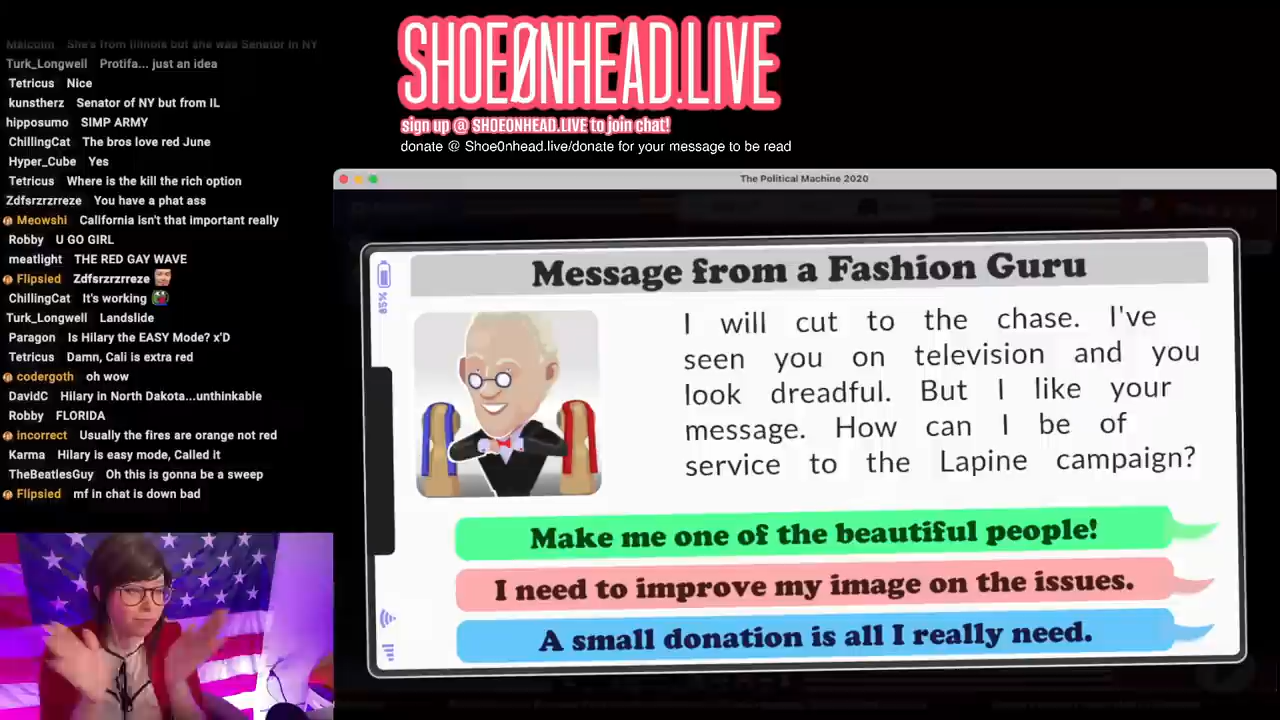 Malcolm She's from Illinois but she was Senator in NY
Turk_Longwell Protifa... just an idea
Tetricus Nice
kunstherz Senator of NY but from IL
hipposumo SIMP ARMY
ChillingCat The bros love red June
Hyper_Cube Yes
Tetricus Where is the kill the rich option
Zdfsrzrzrreze You have a phat ass
Meowshi California isn't that important really
Robby U GO GIRL
meatlight THE RED GAY WAVE
Flipsied Zdfsrzrzrreze
ChillingCat It's working
Turk_Longwell Landslide
Paragon Is Hilary the EASY Mode? x'D
Tetricus Damn, Cali is extra red
codergoth oh wow
DavidC Hilary in North Dakota...unthinkable
Robby FLORIDA
incorrect Usually the fires are orange not red
Karma Hilary is easy mode, Called it
TheBeatlesGuy Oh this is gonna be a sweep
Flipsied mf in chat is down bad
SHOE0NHEAD.LIVE
sign up @ SHOE0NHEAD.LIVE to join chat!
donate @ Shoe0nhead.live/donate for your message to be read
The Political Machine 2020
85%
Message from a Fashion Guru
I will cut to the chase. I've
seen you on television and you
look dreadful. But I like your
message. How can I be of
service to the Lapine campaign?
Make me one of the beautiful people!
I need to improve my image on the issues.
A small donation is all I really need.